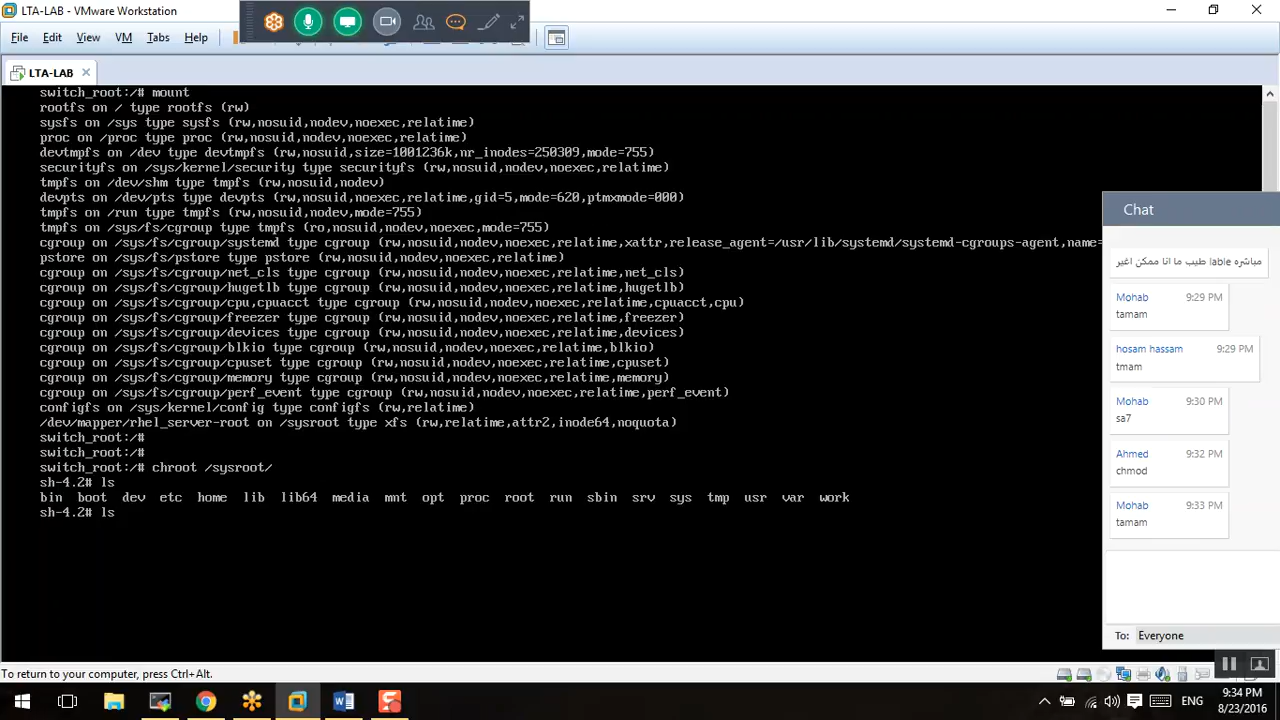 LTA-LAB - VMware Workstation
File Edit View VM Tabs Help
LTA-LAB
switch_root:/# mount
rootfs on / type rootfs (rw)
sysfs on /sys type sysfs (rw,nosuid,nodev,noexec,relatime)
proc on /proc type proc (rw,nosuid,nodev,noexec,relatime)
devtmpfs on /dev type devtmpfs (rw,nosuid,size=1001236k,nr_inodes=250309,mode=755)
securityfs on /sys/kernel/security type securityfs (rw,nosuid,nodev,noexec,relatime)
tmpfs on /dev/shm type tmpfs (rw,nosuid,nodev)
devpts on /dev/pts type devpts (rw,nosuid,noexec,relatime,gid=5,mode=620,ptmxmode=000)
tmpfs on /run type tmpfs (rw,nosuid,nodev,mode=755)
tmpfs on /sys/fs/cgroup type tmpfs (ro,nosuid,nodev,noexec,mode=755)
cgroup on /sys/fs/cgroup/systemd type cgroup (rw,nosuid,nodev,noexec,relatime,xattr,release_agent=/usr/lib/systemd/systemd-cgroups-agent,name=
pstore on /sys/fs/pstore type pstore (rw,nosuid,nodev,noexec,relatime)
cgroup on /sys/fs/cgroup/net_cls type cgroup (rw,nosuid,nodev,noexec,relatime,net_cls)
cgroup on /sys/fs/cgroup/hugetlb type cgroup (rw,nosuid,nodev,noexec,relatime,hugetlb)
cgroup on /sys/fs/cgroup/cpu,cpuacct type cgroup (rw,nosuid,nodev,noexec,relatime,cpuacct,cpu)
cgroup on /sys/fs/cgroup/freezer type cgroup (rw,nosuid,nodev,noexec,relatime,freezer)
cgroup on /sys/fs/cgroup/devices type cgroup (rw,nosuid,nodev,noexec,relatime,devices)
cgroup on /sys/fs/cgroup/blkio type cgroup (rw,nosuid,nodev,noexec,relatime,blkio)
cgroup on /sys/fs/cgroup/cpuset type cgroup (rw,nosuid,nodev,noexec,relatime,cpuset)
cgroup on /sys/fs/cgroup/memory type cgroup (rw,nosuid,nodev,noexec,relatime,memory)
cgroup on /sys/fs/cgroup/perf_event type cgroup (rw,nosuid,nodev,noexec,relatime,perf_event)
configfs on /sys/kernel/config type configfs (rw,relatime)
/dev/mapper/rhel_server-root on /sysroot type xfs (rw,relatime,attr2,inode64,noquota)
switch_root:/#
switch_root:/#
switch_root:/# chroot /sysroot/
sh-4.2# ls
bin boot dev etc home lib lib64 media mnt opt proc root run sbin srv sys tmp usr var work
sh-4.2# ls
Chat
طيب ما انا ممكن اغير lable مباشره
Mohab 9:29 PM
tamam
hosam hassam 9:29 PM
tmam
Mohab 9:30 PM
sa7
Ahmed 9:32 PM
chmod
Mohab 9:33 PM
tamam
To: Everyone
To return to your computer, press Ctrl+Alt.
ENG
9:34 PM
8/23/2016